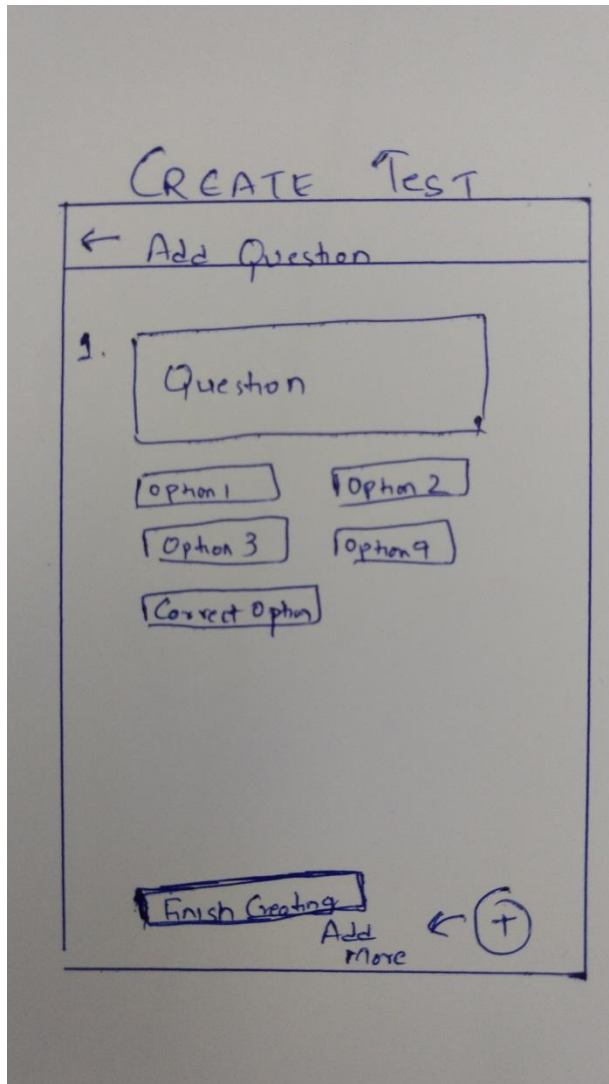 CREATE TEST
← Add Question
1.
Question
Option 1 Option 2
Option 3 Option 4
Correct Option
Finish Creating
Add
More ← +